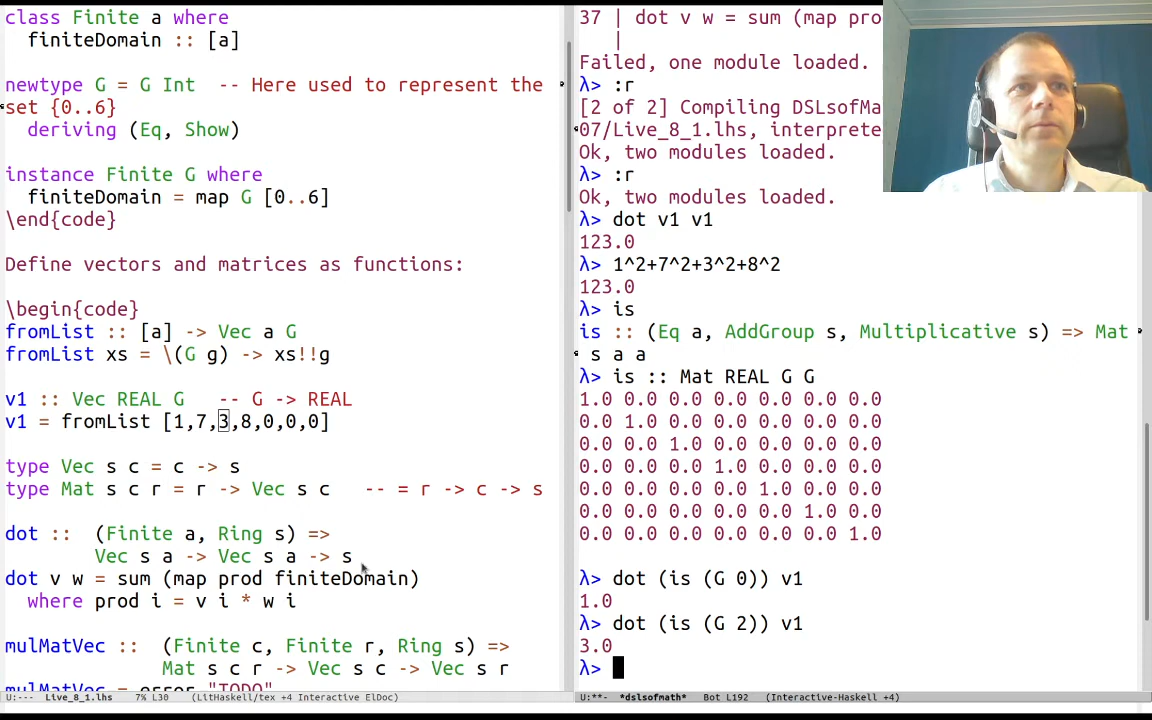 class Finite a where
  finiteDomain :: [a]
newtype G = G Int  -- Here used to represent the
set {0..6}
  deriving (Eq, Show)
instance Finite G where
  finiteDomain = map G [0..6]
\end{code}
Define vectors and matrices as functions:
\begin{code}
fromList :: [a] -> Vec a G
fromList xs = \(G g) -> xs!!g
v1 :: Vec REAL G   -- G -> REAL
v1 = fromList [1,7,3,8,0,0,0]
type Vec s c = c -> s
type Mat s c r = r -> Vec s c   -- = r -> c -> s
dot ::  (Finite a, Ring s) =>
        Vec s a -> Vec s a -> s
dot v w = sum (map prod finiteDomain)
  where prod i = v i * w i
mulMatVec ::  (Finite c, Finite r, Ring s) =>
              Mat s c r -> Vec s c -> Vec s r
mulMatVec = error "TODO"
U:---  Live_8_1.lhs   7% L30    (LitHaskell/tex +4 Interactive ElDoc)
37 | dot v w = sum (map pro
   |
Failed, one module loaded.
λ> :r
[2 of 2] Compiling DSLsofMa
07/Live_8_1.lhs, interprete
Ok, two modules loaded.
λ> :r
Ok, two modules loaded.
λ> dot v1 v1
123.0
λ> 1^2+7^2+3^2+8^2
123.0
λ> is
is :: (Eq a, AddGroup s, Multiplicative s) => Mat
s a a
λ> is :: Mat REAL G G
1.0 0.0 0.0 0.0 0.0 0.0 0.0
0.0 1.0 0.0 0.0 0.0 0.0 0.0
0.0 0.0 1.0 0.0 0.0 0.0 0.0
0.0 0.0 0.0 1.0 0.0 0.0 0.0
0.0 0.0 0.0 0.0 1.0 0.0 0.0
0.0 0.0 0.0 0.0 0.0 1.0 0.0
0.0 0.0 0.0 0.0 0.0 0.0 1.0
λ> dot (is (G 0)) v1
1.0
λ> dot (is (G 2)) v1
3.0
λ>
U:**-  *dslsofmath*   Bot L192  (Interactive-Haskell +4)